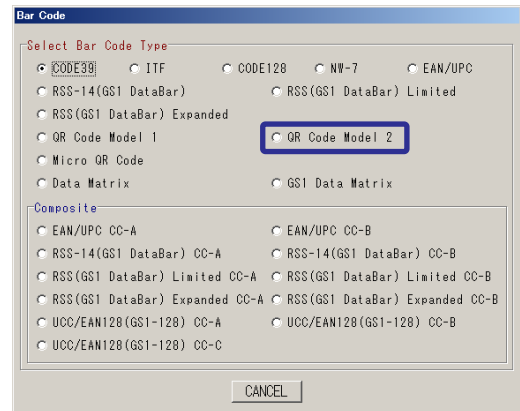 Bar Code
Select Bar Code Type
CODE39 ITF CODE128 NW-7 EAN/UPC
RSS-14(GS1 DataBar) RSS(GS1 DataBar) Limited
RSS(GS1 DataBar) Expanded
QR Code Model 1 QR Code Model 2
Micro QR Code
Data Matrix GS1 Data Matrix
Composite
EAN/UPC CC-A EAN/UPC CC-B
RSS-14(GS1 DataBar) CC-A RSS-14(GS1 DataBar) CC-B
RSS(GS1 DataBar) Limited CC-A RSS(GS1 DataBar) Limited CC-B
RSS(GS1 DataBar) Expanded CC-A RSS(GS1 DataBar) Expanded CC-B
UCC/EAN128(GS1-128) CC-A UCC/EAN128(GS1-128) CC-B
UCC/EAN128(GS1-128) CC-C
CANCEL